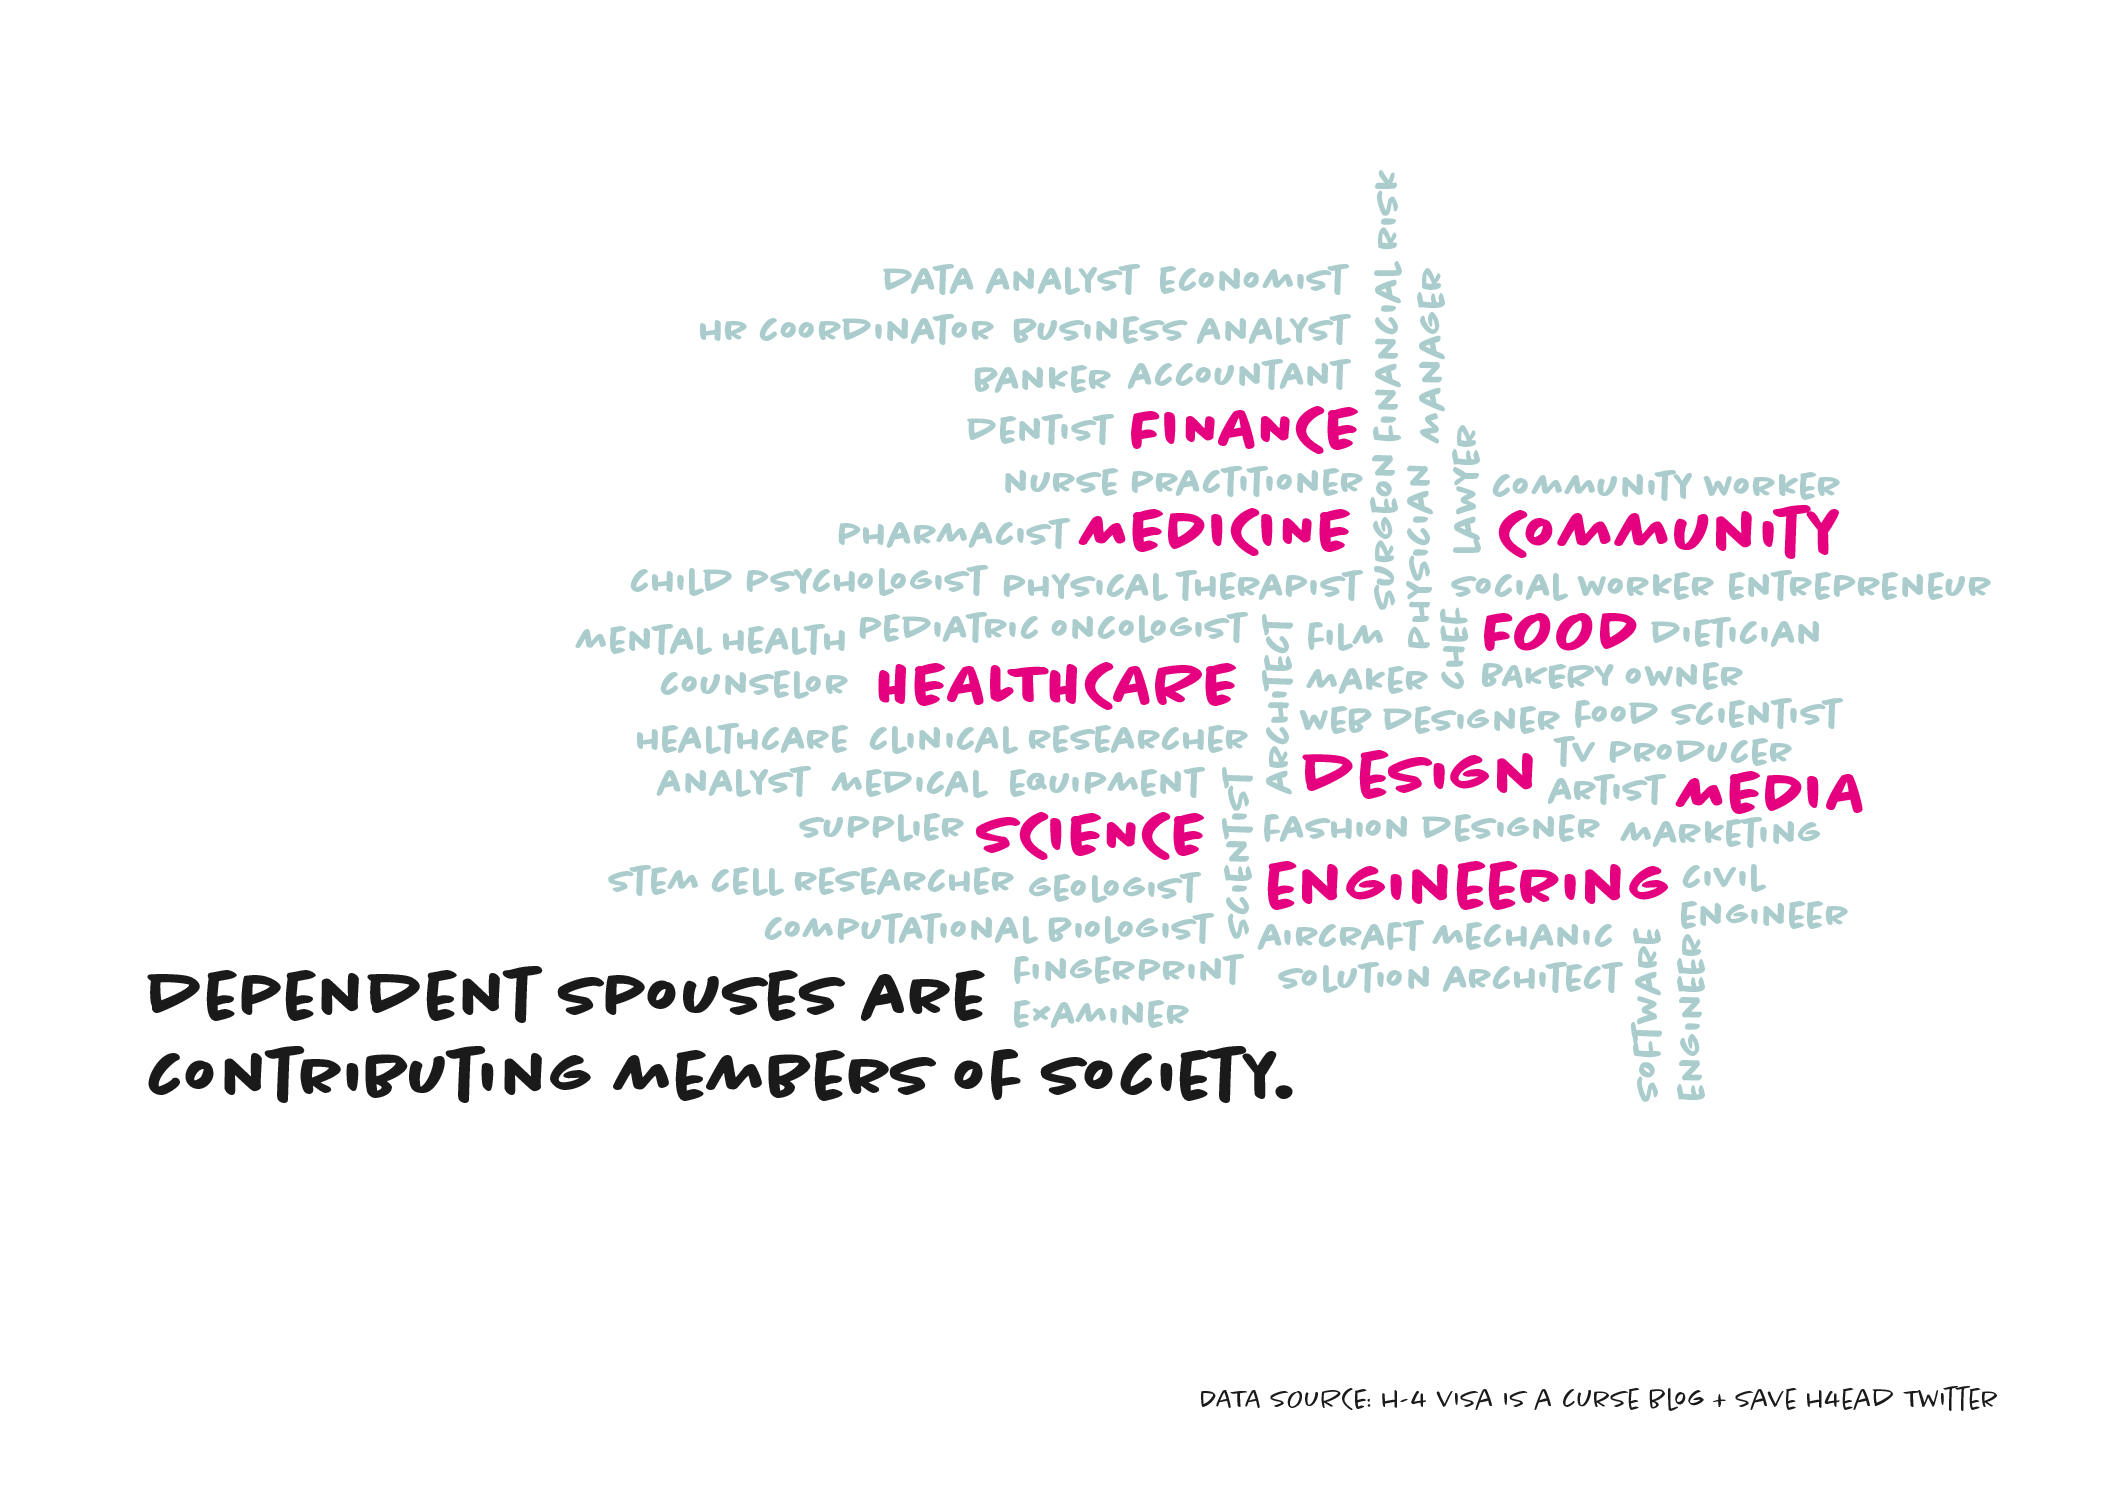 FINANCIAL RISK
MANAGER
DATA ANALYST ECONOMIST
HR COORDINATOR BUSINESS ANALYST
BANKER ACCOUNTANT
DENTIST FINANCE
NURSE PRACTITIONER
SURGEON
PHYSICIAN
LAWYER
COMMUNITY WORKER
PHARMACIST MEDICINE
COMMUNITY
CHILD PSYCHOLOGIST PHYSICAL THERAPIST
SOCIAL WORKER ENTREPRENEUR
MENTAL HEALTH
COUNSELOR
PEDIATRIC ONCOLOGIST
ARCHITECT
FILM
MAKER
CHEF
FOOD DIETICIAN
HEALTHCARE
BAKERY OWNER
WEB DESIGNER FOOD SCIENTIST
HEALTHCARE
ANALYST
CLINICAL RESEARCHER
DESIGN
TV PRODUCER
MEDICAL EQUIPMENT
SUPPLIER
SCIENTIST
ARTIST MEDIA
SCIENCE
FASHION DESIGNER MARKETING
STEM CELL RESEARCHER GEOLOGIST
ENGINEERING
CIVIL
ENGINEER
COMPUTATIONAL BIOLOGIST
AIRCRAFT MECHANIC
FINGERPRINT
EXAMINER
SOLUTION ARCHITECT
SOFTWARE
ENGINEER
DEPENDENT SPOUSES ARE
CONTRIBUTING MEMBERS OF SOCIETY.
DATA SOURCE: H-4 VISA IS A CURSE BLOG + SAVE H4EAD TWITTER